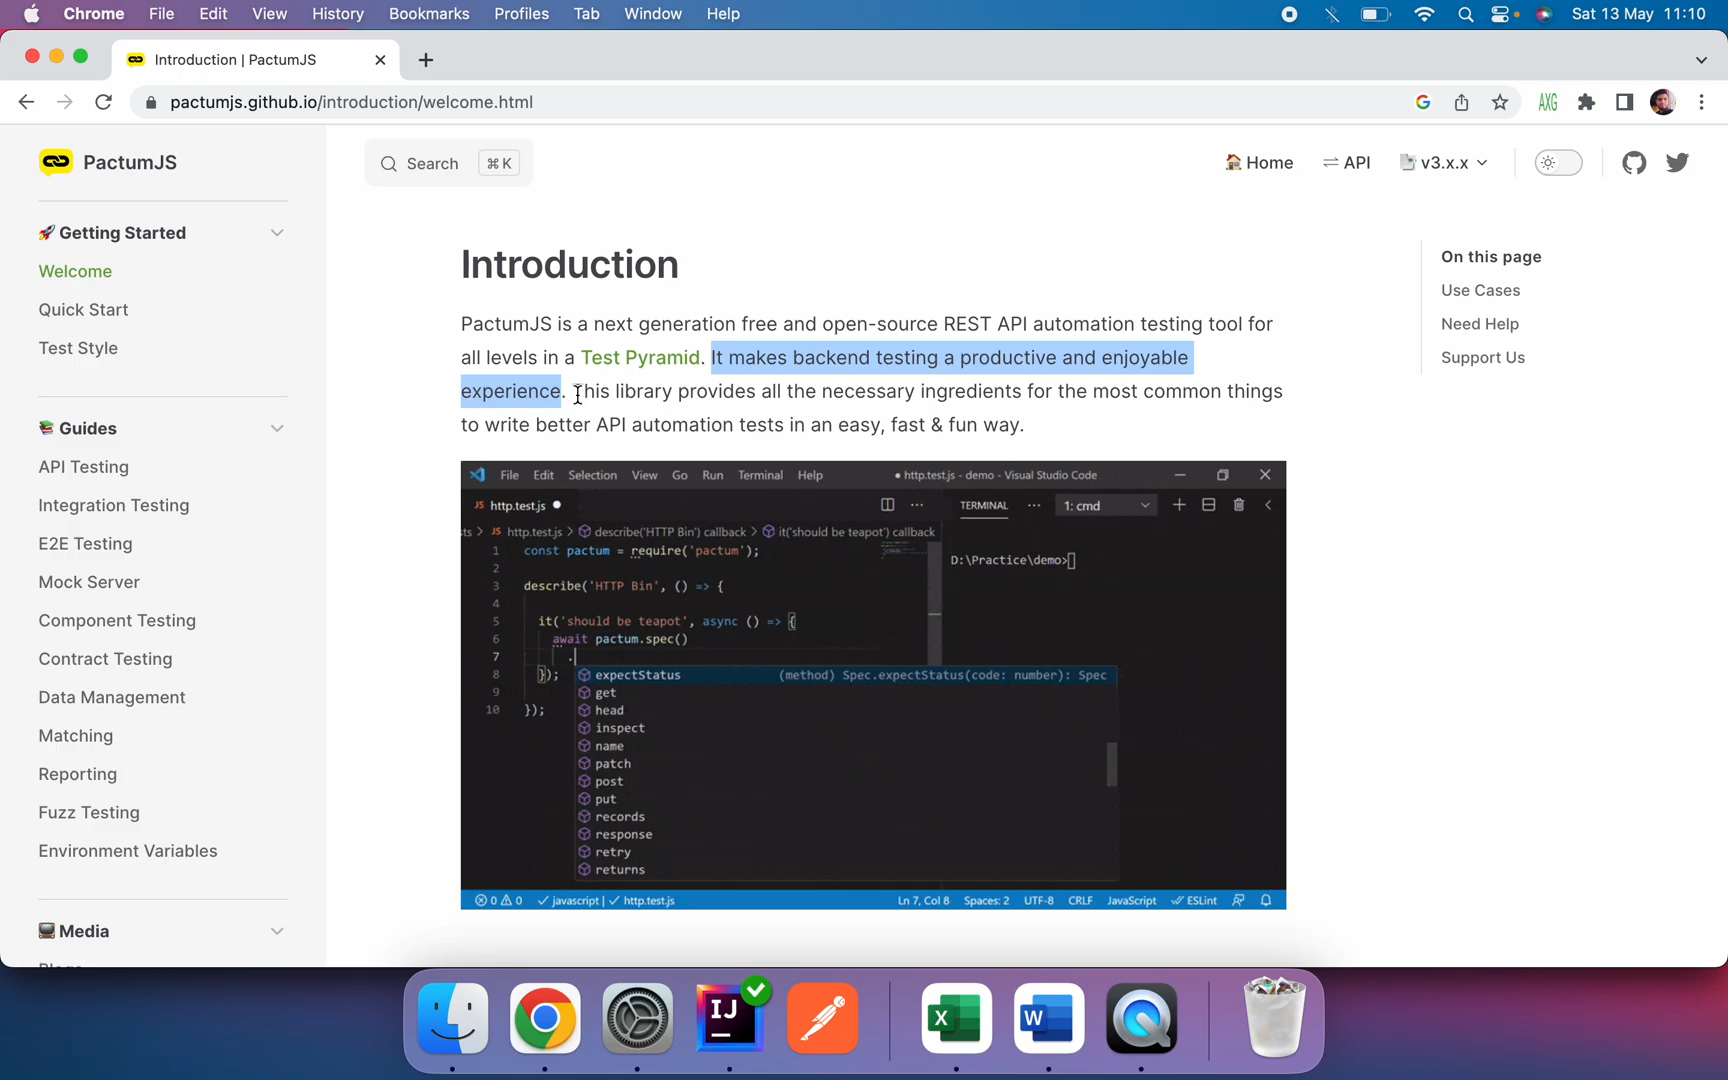 Chrome File Edit View History Bookmarks Profiles Tab Window Help Sat 13 May 11:10
Introduction | PactumJS
pactumjs.github.io/introduction/welcome.html
AXG
PactumJS
Search ⌘ K
Home API v3.x.x
Getting Started
Welcome
Quick Start
Test Style
Guides
API Testing
Integration Testing
E2E Testing
Mock Server
Component Testing
Contract Testing
Data Management
Matching
Reporting
Fuzz Testing
Environment Variables
Media
Introduction
PactumJS is a next generation free and open-source REST API automation testing tool for
all levels in a Test Pyramid. It makes backend testing a productive and enjoyable
experience. This library provides all the necessary ingredients for the most common things
to write better API automation tests in an easy, fast & fun way.
File Edit Selection View Go Run Terminal Help ● http.test.js - demo - Visual Studio Code
JS http.test.js ●
TERMINAL ··· 1: cmd
ts > JS http.test.js > describe('HTTP Bin') callback > it('should be teapot') callback
1 const pactum = require('pactum');
2
3 describe('HTTP Bin', () => {
4
5 it('should be teapot', async () => {
6 await pactum.spec()
7 .
8 });
9
10 });
expectStatus (method) Spec.expectStatus(code: number): Spec
get
head
inspect
name
patch
post
put
records
response
retry
returns
D:\Practice\demo>
0 0 javascript | http.test.js Ln 7, Col 8 Spaces: 2 UTF-8 CRLF JavaScript ESLint
On this page
Use Cases
Need Help
Support Us
IJ
X
W